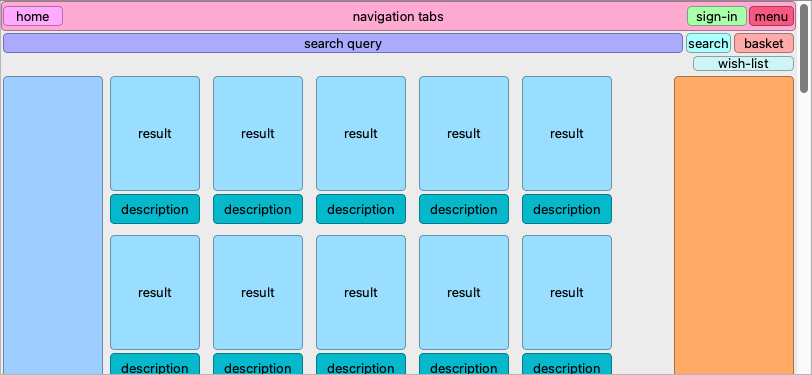 home navigation tabs sign-in menu
search query search basket
wish-list
result result result result result
description description description description description
result result result result result
description description description description description